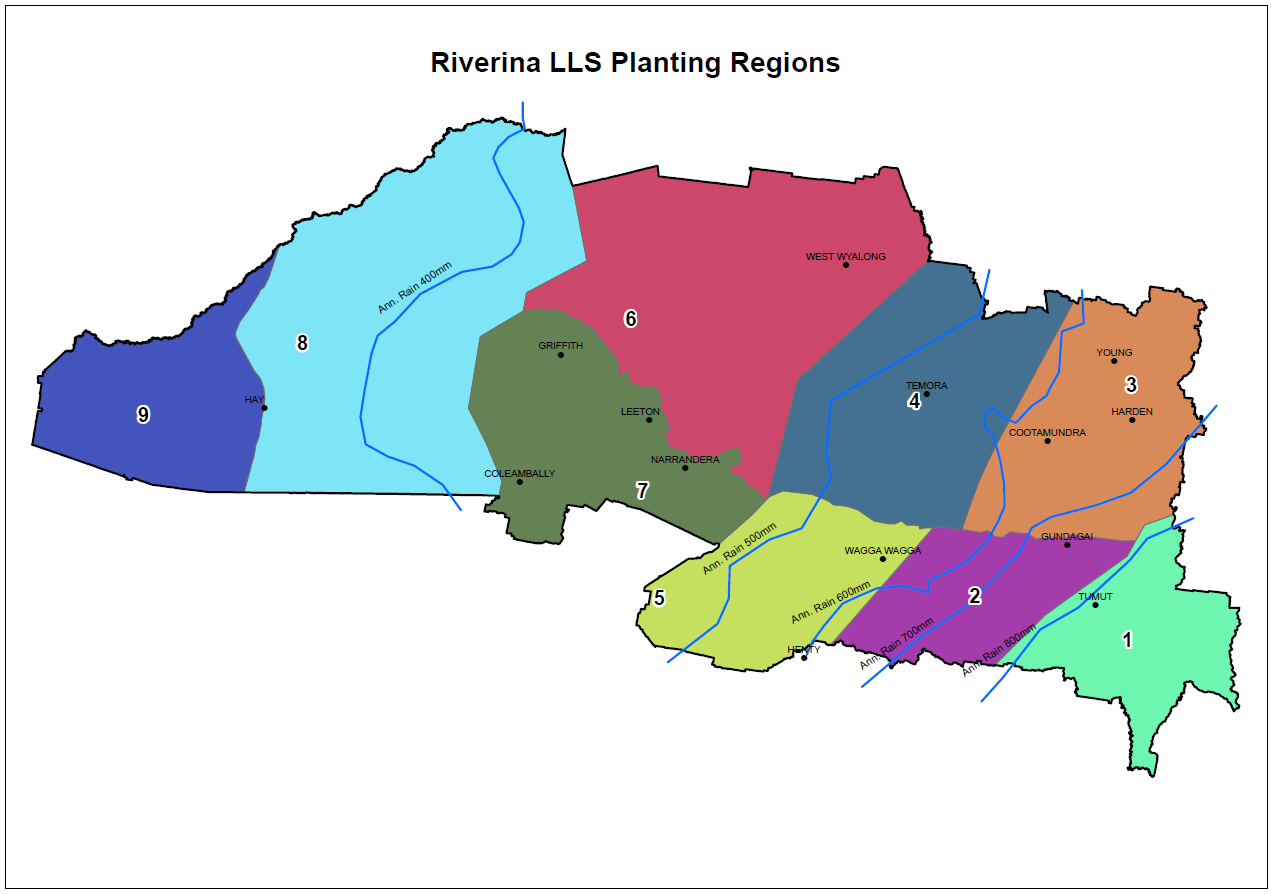 Riverina LLS Planting Regions
WEST WYALONG
Ann. Rain 400mm
6
8
GRIFFITH
YOUNG
3
TEMORA
4
HAY
9
LEETON
HARDEN
COOTAMUNDRA
NARRANDERA
COLEAMBALLY
7
Ann. Rain 500mm
GUNDAGAI
WAGGA WAGGA
5
Ann. Rain 600mm
2
TUMUT
1
Ann. Rain 700mm
Ann. Rain 800mm
HENTY